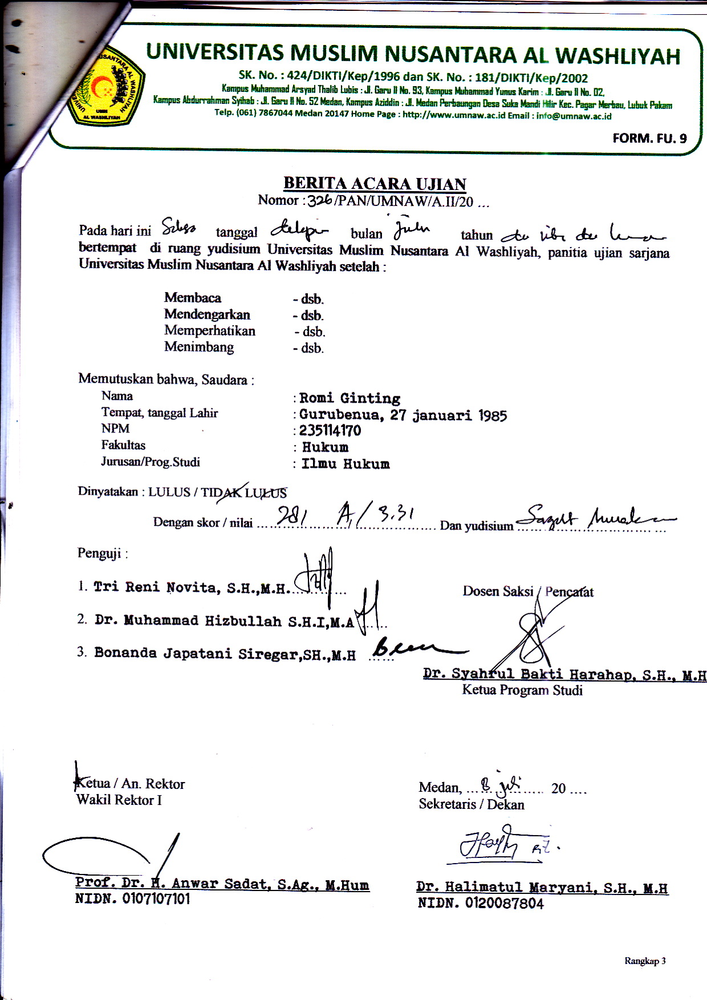 UNIVERSITAS MUSLIM NUSANTARA AL WASHLIYAH
SK. No. : 424/DIKTI/Kep/1996 dan SK. No. : 181/DIKTI/Kep/2002
Kampus Muhammad Arsyad Thalib Lubis : Jl. Garu II No. 93, Kampus Muhammad Yunus Karim : Jl. Garu II No. 02,
Kampus Abdurrahman Syihab : Jl. Garu II No. 52 Medan, Kampus Aziddin : Jl. Medan Perbaungan Desa Suka Mandi Hilir Kec. Pagar Merbau, Lubuk Pakam
Telp. (061) 7867044 Medan 20147 Home Page : http://www.umnaw.ac.id Email : info@umnaw.ac.id
UMN
AL WASHLIYAH
FORM. FU. 9
BERITA ACARA UJIAN
Nomor : 326/PAN/UMNAW/A.II/20 ...
Pada hari ini Selasa tanggal delapan bulan Juli tahun dua ribu dua
bertempat di ruang yudisium Universitas Muslim Nusantara Al Washliyah, panitia ujian sarjana
Universitas Muslim Nusantara Al Washliyah setelah :
Membaca - dsb.
Mendengarkan - dsb.
Memperhatikan - dsb.
Menimbang - dsb.
Memutuskan bahwa, Saudara :
Nama : Romi Ginting
Tempat, tanggal Lahir : Gurubenua, 27 januari 1985
NPM : 235114170
Fakultas : Hukum
Jurusan/Prog.Studi : Ilmu Hukum
Dinyatakan : LULUS / TIDAK LULUS
Dengan skor / nilai 281 / A / 3.31 Dan yudisium Sangat
Penguji :
1. Tri Reni Novita, S.H.,M.H.
Dosen Saksi / Pencatat
2. Dr. Muhammad Hizbullah S.H.I,M.A
3. Bonanda Japatani Siregar,SH.,M.H
Dr. Syahrul Bakti Harahap, S.H., M.H
Ketua Program Studi
Ketua / An. Rektor
Wakil Rektor I
Medan, 8 juli 20 ....
Sekretaris / Dekan
Prof. Dr. H. Anwar Sadat, S.Ag., M.Hum
NIDN. 0107107101
Dr. Halimatul Maryani, S.H., M.H
NIDN. 0120087804
Rangkap 3